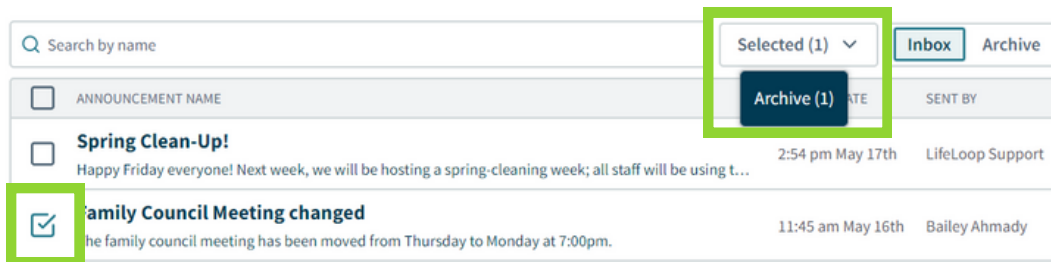 Search by name
Selected (1)
Inbox
Archive
ANNOUNCEMENT NAME
Archive (1)
ATE
SENT BY
Spring Clean-Up!
Happy Friday everyone! Next week, we will be hosting a spring-cleaning week; all staff will be using t...
2:54 pm May 17th
LifeLoop Support
Family Council Meeting changed
The family council meeting has been moved from Thursday to Monday at 7:00pm.
11:45 am May 16th
Bailey Ahmady